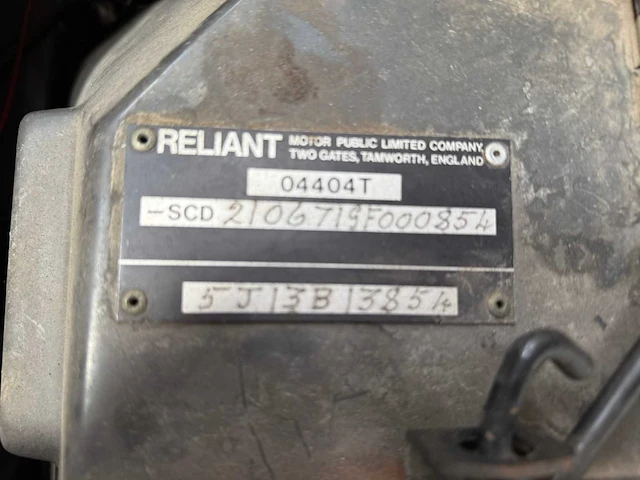 RELIANT MOTOR PUBLIC LIMITED COMPANY,
TWO GATES, TAMWORTH, ENGLAND
04404T
-SCD 2106719F000854
5J13B13854